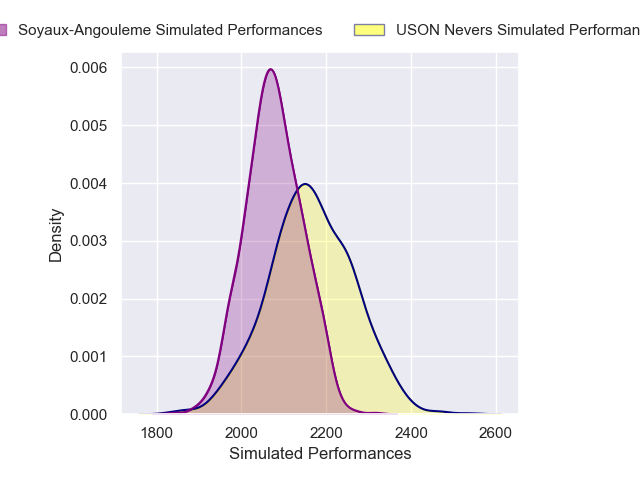 Soyaux-Angouleme Simulated Performances
USON Nevers Simulated Performan
0.006
0.005
0.004
0.003
0.002
0.001
0.000
Density
1800 2000 2200 2400 2600
Simulated Performances